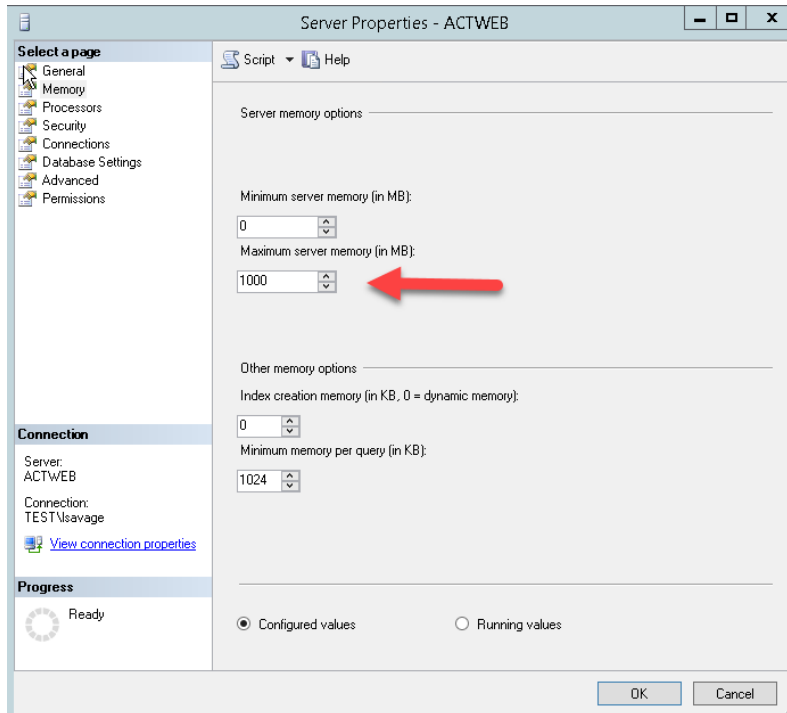 Server Properties - ACTWEB
Select a page
General
Memory
Processors
Security
Connections
Database Settings
Advanced
Permissions
Script
Help
Server memory options
Minimum server memory (in MB):
0
Maximum server memory (in MB):
1000
Other memory options
Index creation memory (in KB, 0 = dynamic memory):
0
Minimum memory per query (in KB):
1024
Connection
Server:
ACTWEB
Connection:
TEST\lsavage
View connection properties
Progress
Ready
Configured values
Running values
OK
Cancel